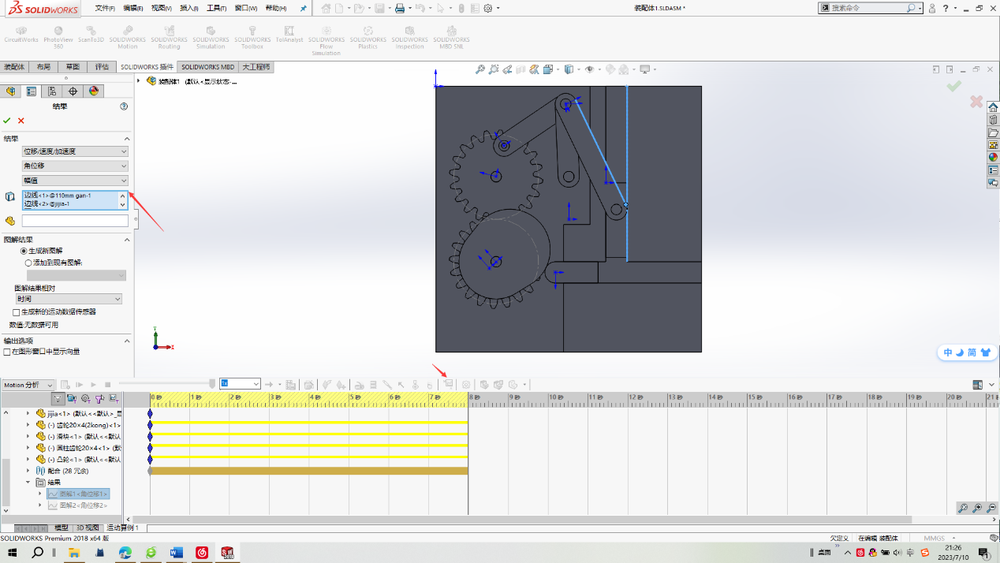 SOLIDWORKS
文件(F) 编辑(E) 视图(V) 插入(I) 工具(T) 窗口(W) 帮助(H)
装配体1.SLDASM *
搜索命令
CircuitWorks
PhotoView 360
ScanTo3D
SOLIDWORKS Motion
SOLIDWORKS Routing
SOLIDWORKS Simulation
SOLIDWORKS Toolbox
TolAnalyst
SOLIDWORKS Flow Simulation
SOLIDWORKS Plastics
SOLIDWORKS Inspection
SOLIDWORKS MBD SNL
装配体 布局 草图 评估 SOLIDWORKS 插件 SOLIDWORKS MBD 大工程师
装配体1 (默认<显示状态-...
结果
结果
位移/速度/加速度
角位移
幅值
边线<1>@110mm gan-1
边线<2>@jijia-1
图解结果
生成新图解
添加到现有图解:
图解结果相对
时间
生成新的运动数据传感器
数值:无数据可用
输出选项
在图形窗口中显示向量
Y
X
中 简
Motion 分析
1x
0 秒 1 秒 2 秒 3 秒 4 秒 5 秒 6 秒 7 秒 8 秒 9 秒 10 秒 11 秒 12 秒 13 秒 14 秒 15 秒 16 秒 17 秒 18 秒 19 秒 20 秒 21
jijia<1> (默认<<默认>_显
(-) 齿轮20×4(2kong)<1>
(-) 滑块<1> (默认<<默认
(-) 圆柱齿轮20×4<1> (默
(-) 凸轮<1> (默认<<默认
配合 (28 冗余)
结果
图解1<角位移1>
图解2<角位移2>
模型 3D 视图 运动算例 1
SOLIDWORKS Premium 2018 x64 版
欠定义 在编辑 装配体 MMGS
桌面
中
21:26
2023/7/10